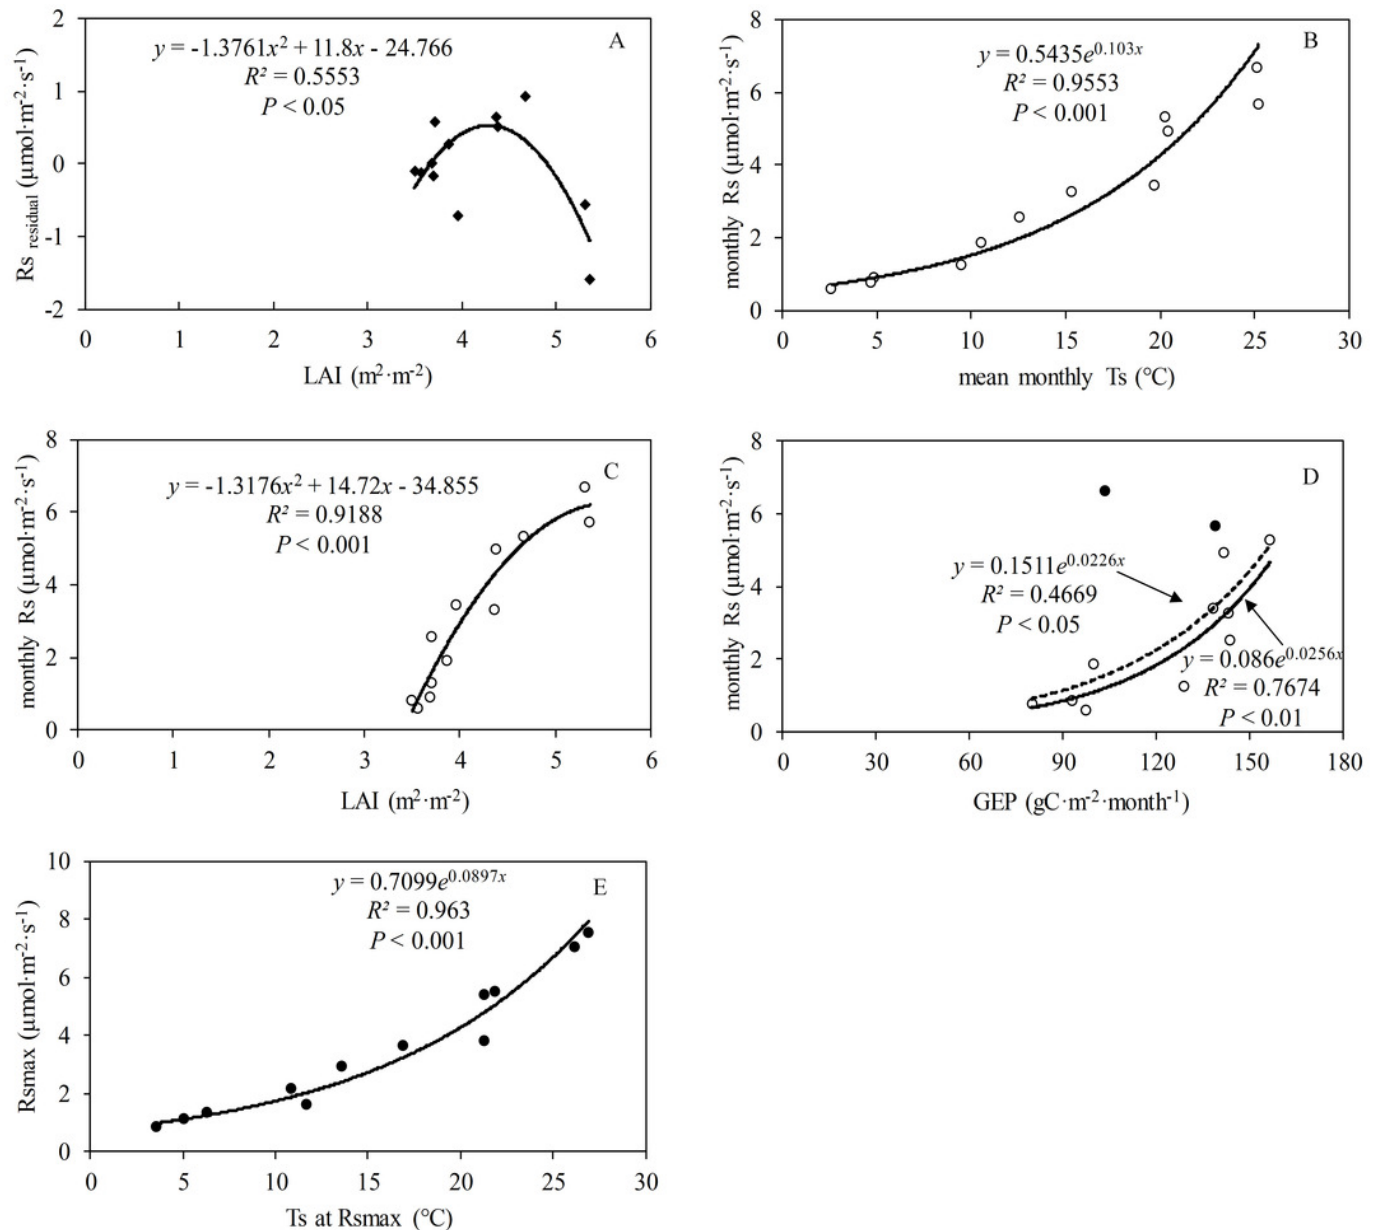 A
y = -1.3761x² + 11.8x - 24.766
R² = 0.5553
P < 0.05
2
1
0
-1
-2
Rs residual (μmol·m⁻²·s⁻¹)
0 1 2 3 4 5 6
LAI (m²·m⁻²)
B
y = 0.5435e^0.103x
R² = 0.9553
P < 0.001
8
6
4
2
0
monthly Rs (μmol·m⁻²·s⁻¹)
0 5 10 15 20 25 30
mean monthly Ts (°C)
C
y = -1.3176x² + 14.72x - 34.855
R² = 0.9188
P < 0.001
8
6
4
2
0
monthly Rs (μmol·m⁻²·s⁻¹)
0 1 2 3 4 5 6
LAI (m²·m⁻²)
D
y = 0.1511e^0.0226x
R² = 0.4669
P < 0.05
y = 0.086e^0.0256x
R² = 0.7674
P < 0.01
8
6
4
2
0
monthly Rs (μmol·m⁻²·s⁻¹)
0 30 60 90 120 150 180
GEP (gC·m⁻²·month⁻¹)
E
y = 0.7099e^0.0897x
R² = 0.963
P < 0.001
10
8
6
4
2
0
Rsmax (μmol·m⁻²·s⁻¹)
0 5 10 15 20 25 30
Ts at Rsmax (°C)